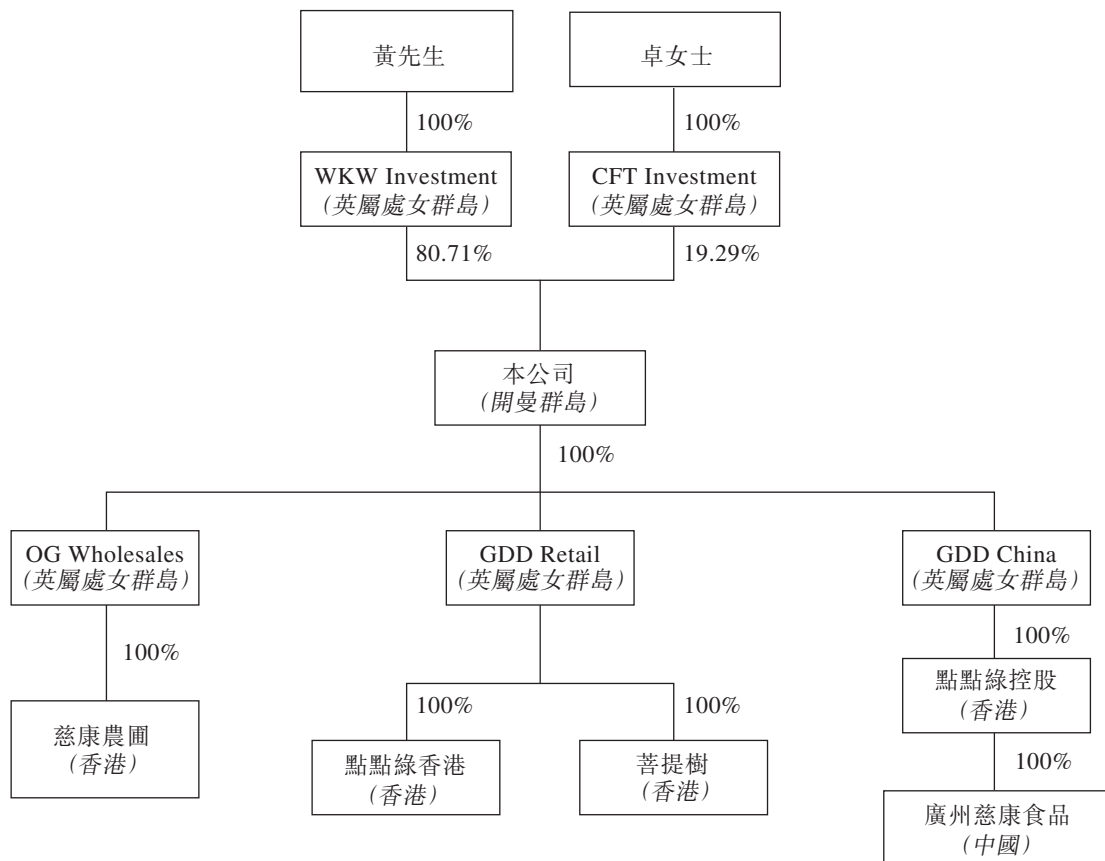 黃先生
卓女士
100%
100%
WKW Investment
(英屬處女群島)
CFT Investment
(英屬處女群島)
80.71%
19.29%
本公司
(開曼群島)
100%
OG Wholesales
(英屬處女群島)
GDD Retail
(英屬處女群島)
GDD China
(英屬處女群島)
100%
100%
點點綠控股
(香港)
100%
100%
慈康農圃
(香港)
點點綠香港
(香港)
菩提樹
(香港)
100%
廣州慈康食品
(中國)